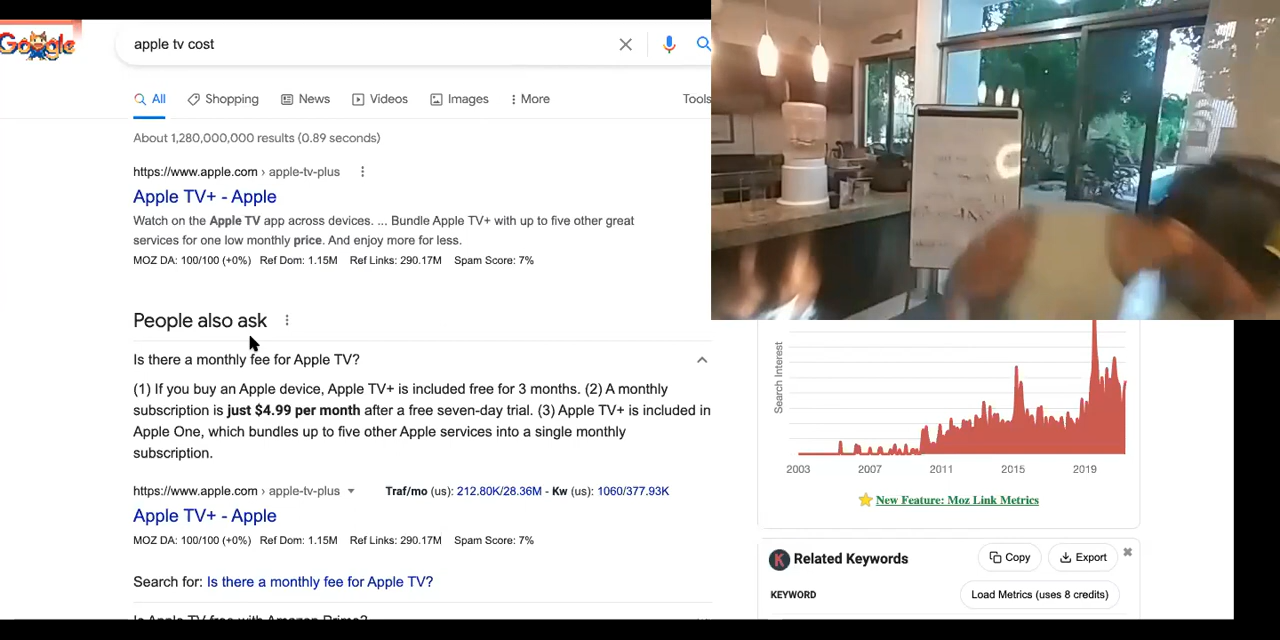 Google
apple tv cost
All
Shopping
News
Videos
Images
More
Tools
About 1,280,000,000 results (0.89 seconds)
https://www.apple.com › apple-tv-plus
Apple TV+ - Apple
Watch on the Apple TV app across devices. ... Bundle Apple TV+ with up to five other great
services for one low monthly price. And enjoy more for less.
MOZ DA: 100/100 (+0%) Ref Dom: 1.15M Ref Links: 290.17M Spam Score: 7%
People also ask
Is there a monthly fee for Apple TV?
(1) If you buy an Apple device, Apple TV+ is included free for 3 months. (2) A monthly
subscription is just $4.99 per month after a free seven-day trial. (3) Apple TV+ is included in
Apple One, which bundles up to five other Apple services into a single monthly
subscription.
https://www.apple.com › apple-tv-plus Traf/mo (us): 212.80K/28.36M - Kw (us): 1060/377.93K
Apple TV+ - Apple
MOZ DA: 100/100 (+0%) Ref Dom: 1.15M Ref Links: 290.17M Spam Score: 7%
Search for: Is there a monthly fee for Apple TV?
Is Apple TV free with Amazon Prime?
Search Interest
2003 2007 2011 2015 2019
New Feature: Moz Link Metrics
K Related Keywords
Copy
Export
KEYWORD
Load Metrics (uses 8 credits)